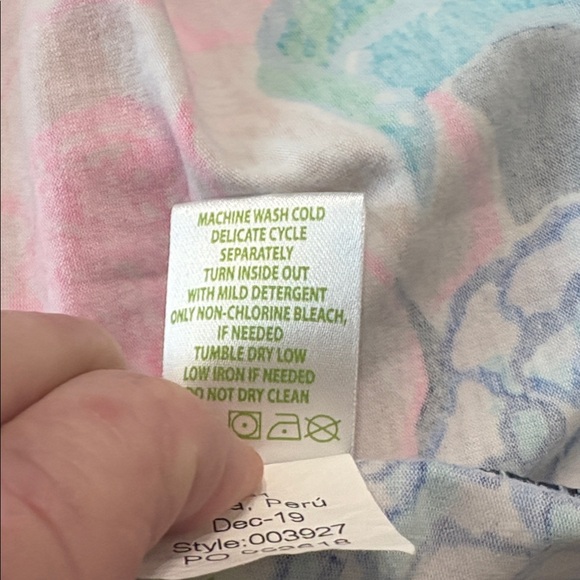 MACHINE WASH COLD
DELICATE CYCLE
SEPARATELY
TURN INSIDE OUT
WITH MILD DETERGENT
ONLY NON-CHLORINE BLEACH,
IF NEEDED
TUMBLE DRY LOW
LOW IRON IF NEEDED
DO NOT DRY CLEAN
Perú
Dec-19
Style:003927
PO